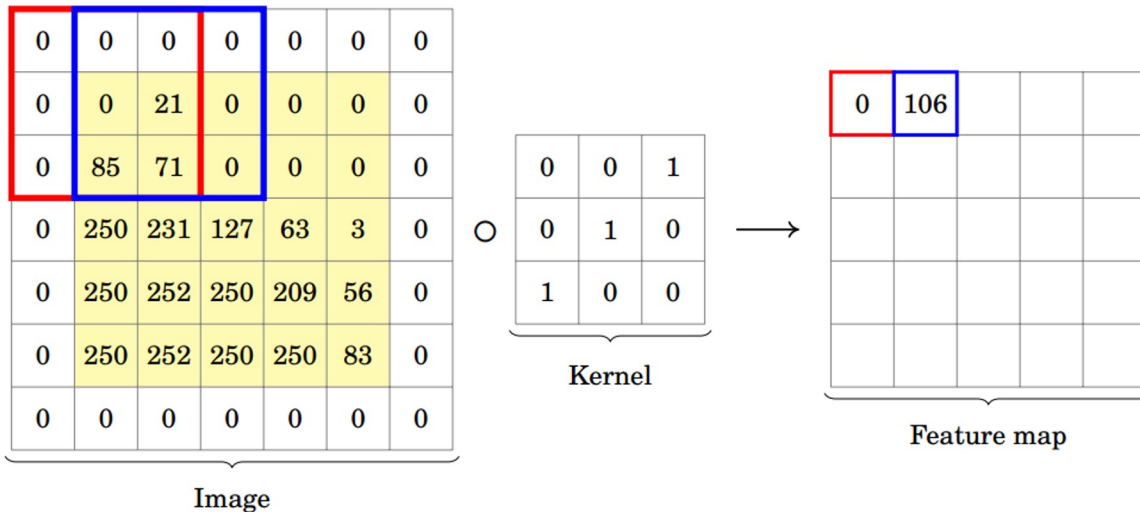 0 0 0 0 0 0 0
0 0 21 0 0 0 0
0 85 71 0 0 0 0
0 250 231 127 63 3 0
0 250 252 250 209 56 0
0 250 252 250 250 83 0
0 0 0 0 0 0 0
Image
○
0 0 1
0 1 0
1 0 0
Kernel
→
0 106
Feature map